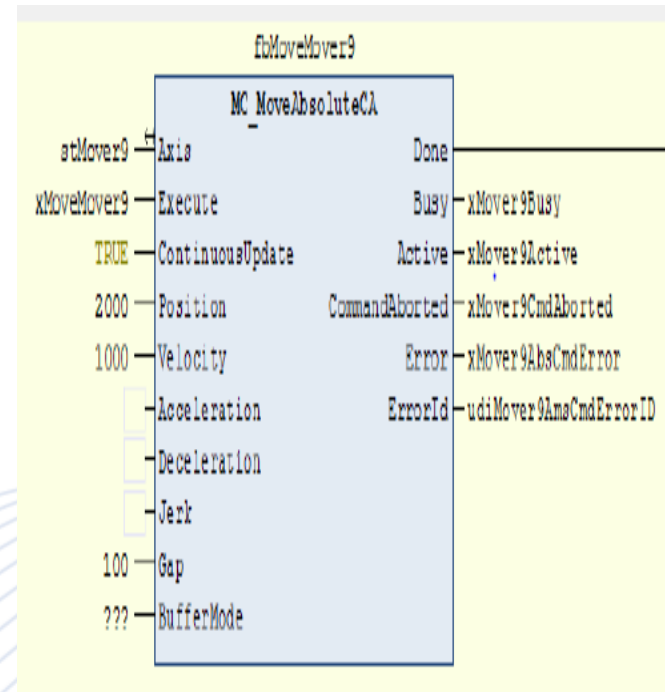 fbMoveMover9
MC_MoveAbsoluteCA
stMover9 Axis Done
xMoveMover9 Execute Busy xMover9Busy
TRUE ContinuousUpdate Active xMover9Active
2000 Position CommandAborted xMover9CmdAborted
1000 Velocity Error xMover9AbsCmdError
Acceleration ErrorId udiMover9AmsCmdErrorID
Deceleration
Jerk
100 Gap
??? BufferMode